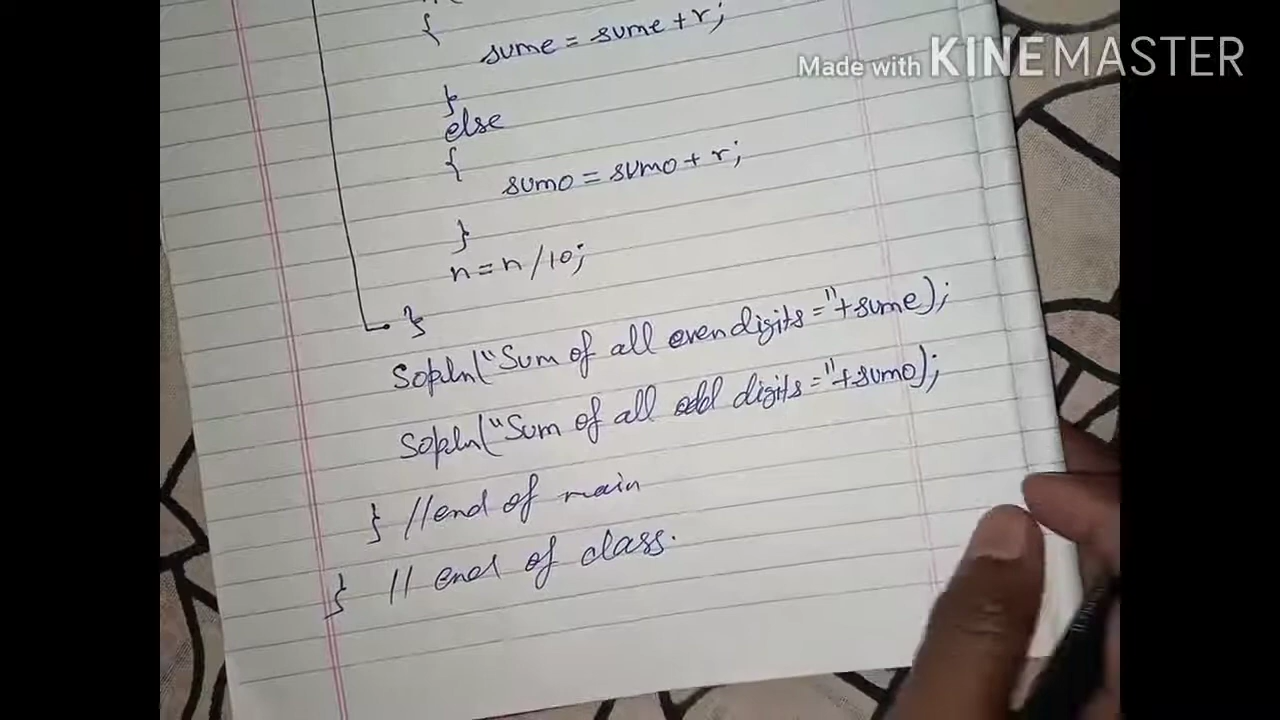 {
sume = sume + r;
Made with KINEMASTER
}
else
{
sumo = sumo + r;
}
n = n / 10;
}
Sopln("Sum of all even digits = "+sume);
Sopln("Sum of all odd digits = "+sumo);
} //end of main
} // end of class.